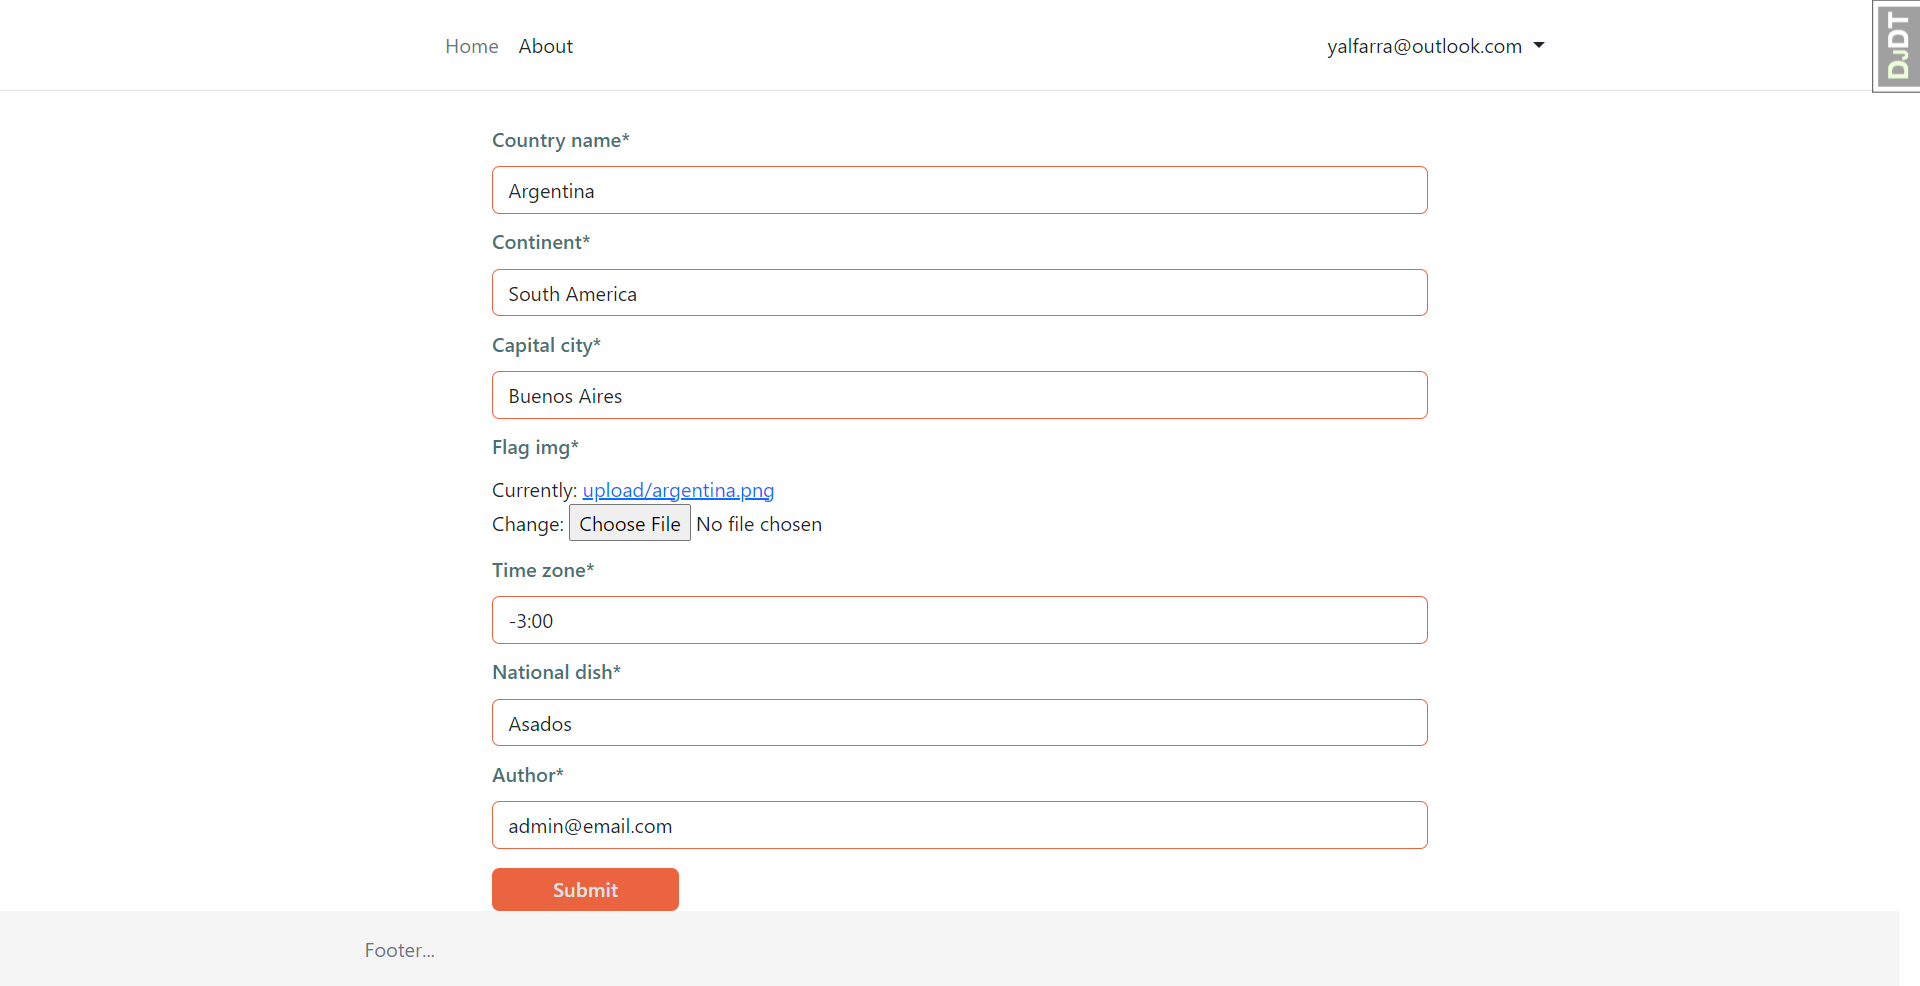 Home About yalfarra@outlook.com
DJDT
Country name*
Argentina
Continent*
South America
Capital city*
Buenos Aires
Flag img*
Currently: upload/argentina.png
Change: Choose File No file chosen
Time zone*
-3:00
National dish*
Asados
Author*
admin@email.com
Submit
Footer...